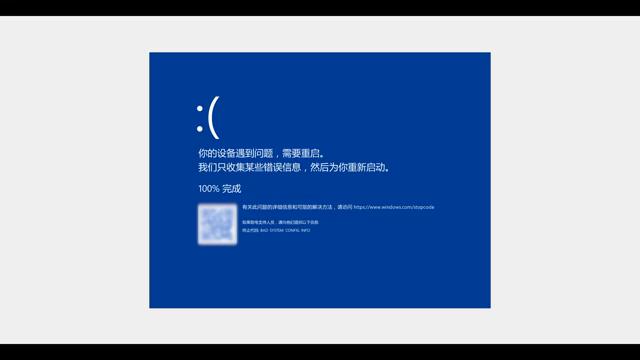 :(
你的设备遇到问题，需要重启。
我们只收集某些错误信息，然后为你重新启动。
100% 完成
有关此问题的详细信息和可能的解决方法，请访问 https://www.windows.com/stopcode
如果致电支持人员，请向他们提供以下信息:
终止代码: BAD SYSTEM CONFIG INFO